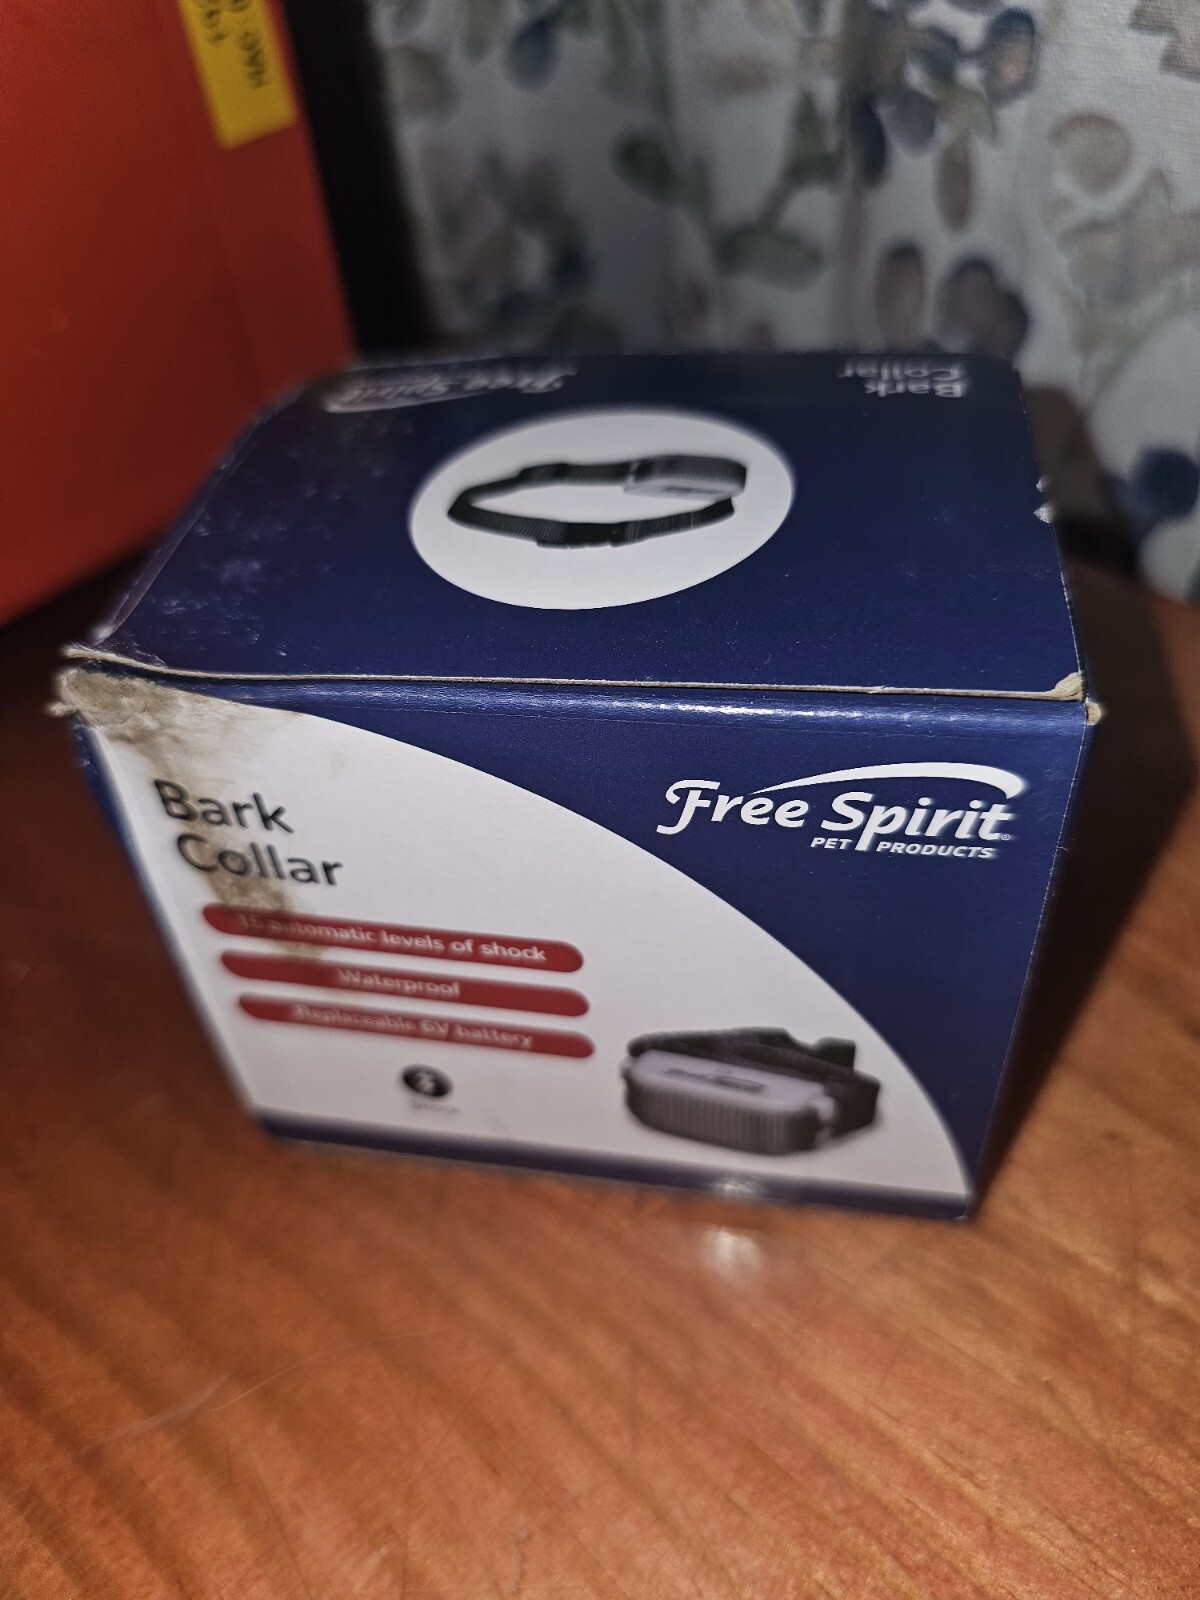 Free Spirit
Bark
Collar
Bark
Collar
Free Spirit®
PET PRODUCTS
15 automatic levels of shock
Waterproof
Replaceable 6V battery